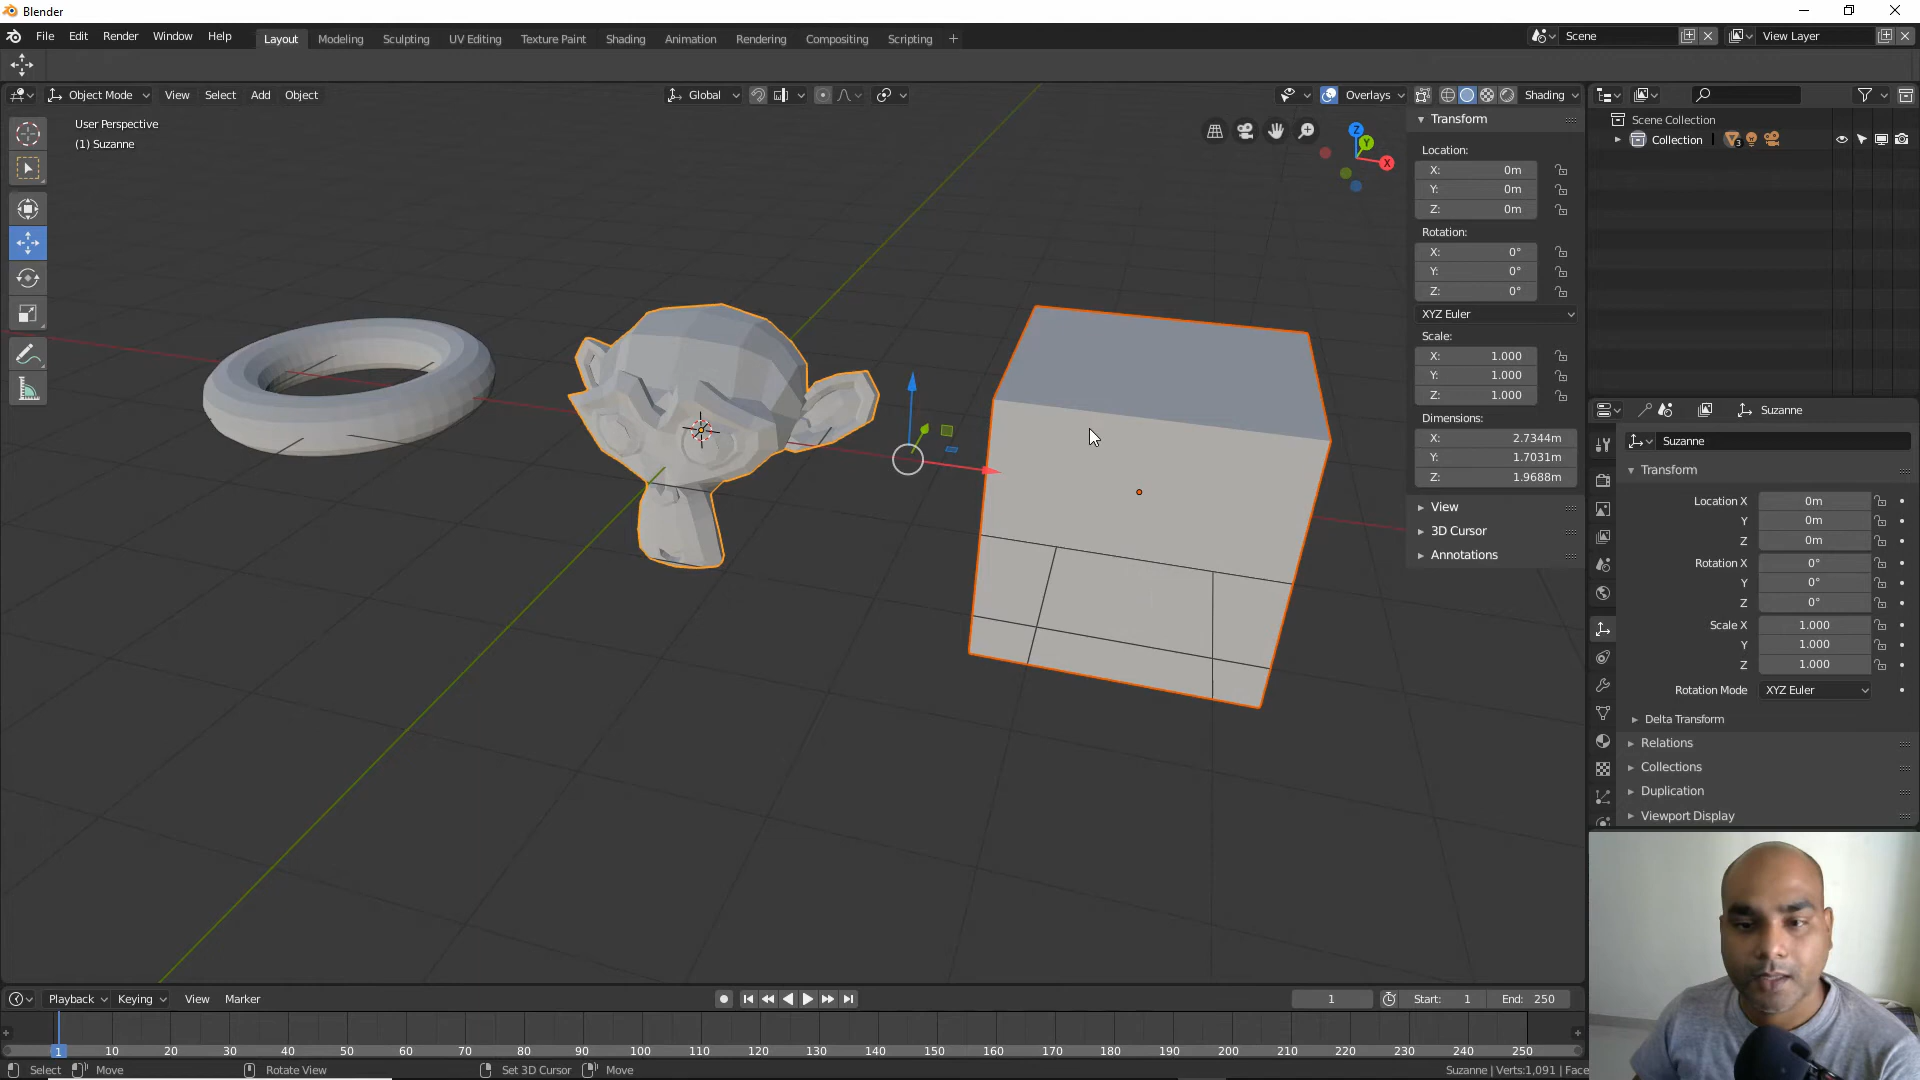 Blender
File Edit Render Window Help
Layout Modeling Sculpting UV Editing Texture Paint Shading Animation Rendering Compositing Scripting +
Scene
View Layer
Object Mode View Select Add Object
Global
Overlays
Shading
User Perspective
(1) Suzanne
Z
Y
X
Transform
Location:
X: 0m
Y: 0m
Z: 0m
Rotation:
X: 0°
Y: 0°
Z: 0°
XYZ Euler
Scale:
X: 1.000
Y: 1.000
Z: 1.000
Dimensions:
X: 2.7344m
Y: 1.7031m
Z: 1.9688m
View
3D Cursor
Annotations
Scene Collection
Collection 3
Suzanne
Suzanne
Transform
Location X 0m
Y 0m
Z 0m
Rotation X 0°
Y 0°
Z 0°
Scale X 1.000
Y 1.000
Z 1.000
Rotation Mode XYZ Euler
Delta Transform
Relations
Collections
Duplication
Viewport Display
Playback Keying View Marker
1
Start: 1
End: 250
1 10 20 30 40 50 60 70 80 90 100 110 120 130 140 150 160 170 180 190 200 210 220 230 240 250
Select Move Rotate View Set 3D Cursor Move
Suzanne | Verts:1,091 | Face